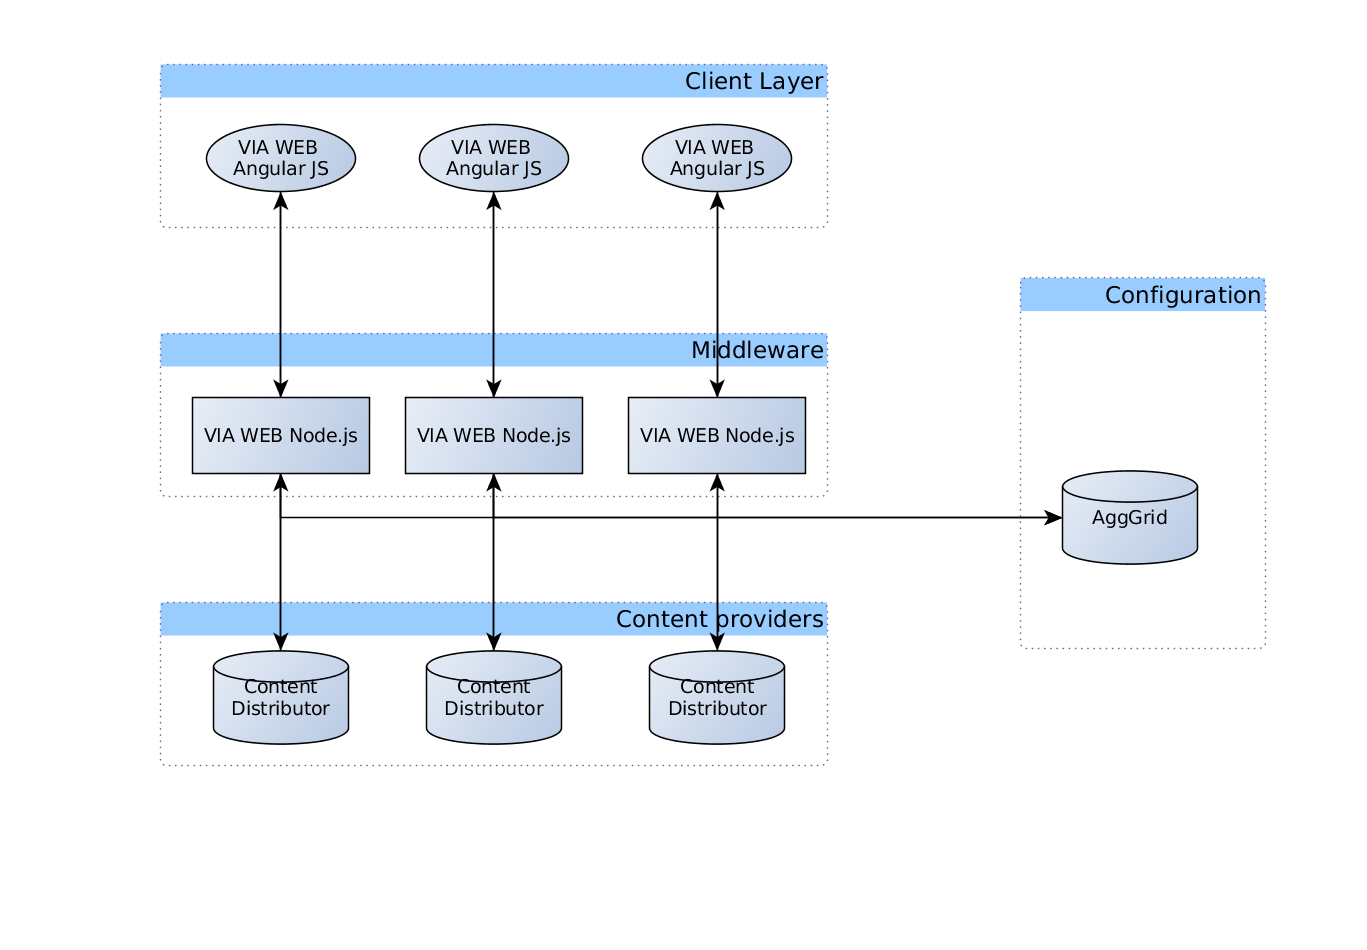 Client Layer
VIA WEB
Angular JS
VIA WEB
Angular JS
VIA WEB
Angular JS
Configuration
Middleware
VIA WEB Node.js
VIA WEB Node.js
VIA WEB Node.js
AggGrid
Content providers
Content
Distributor
Content
Distributor
Content
Distributor